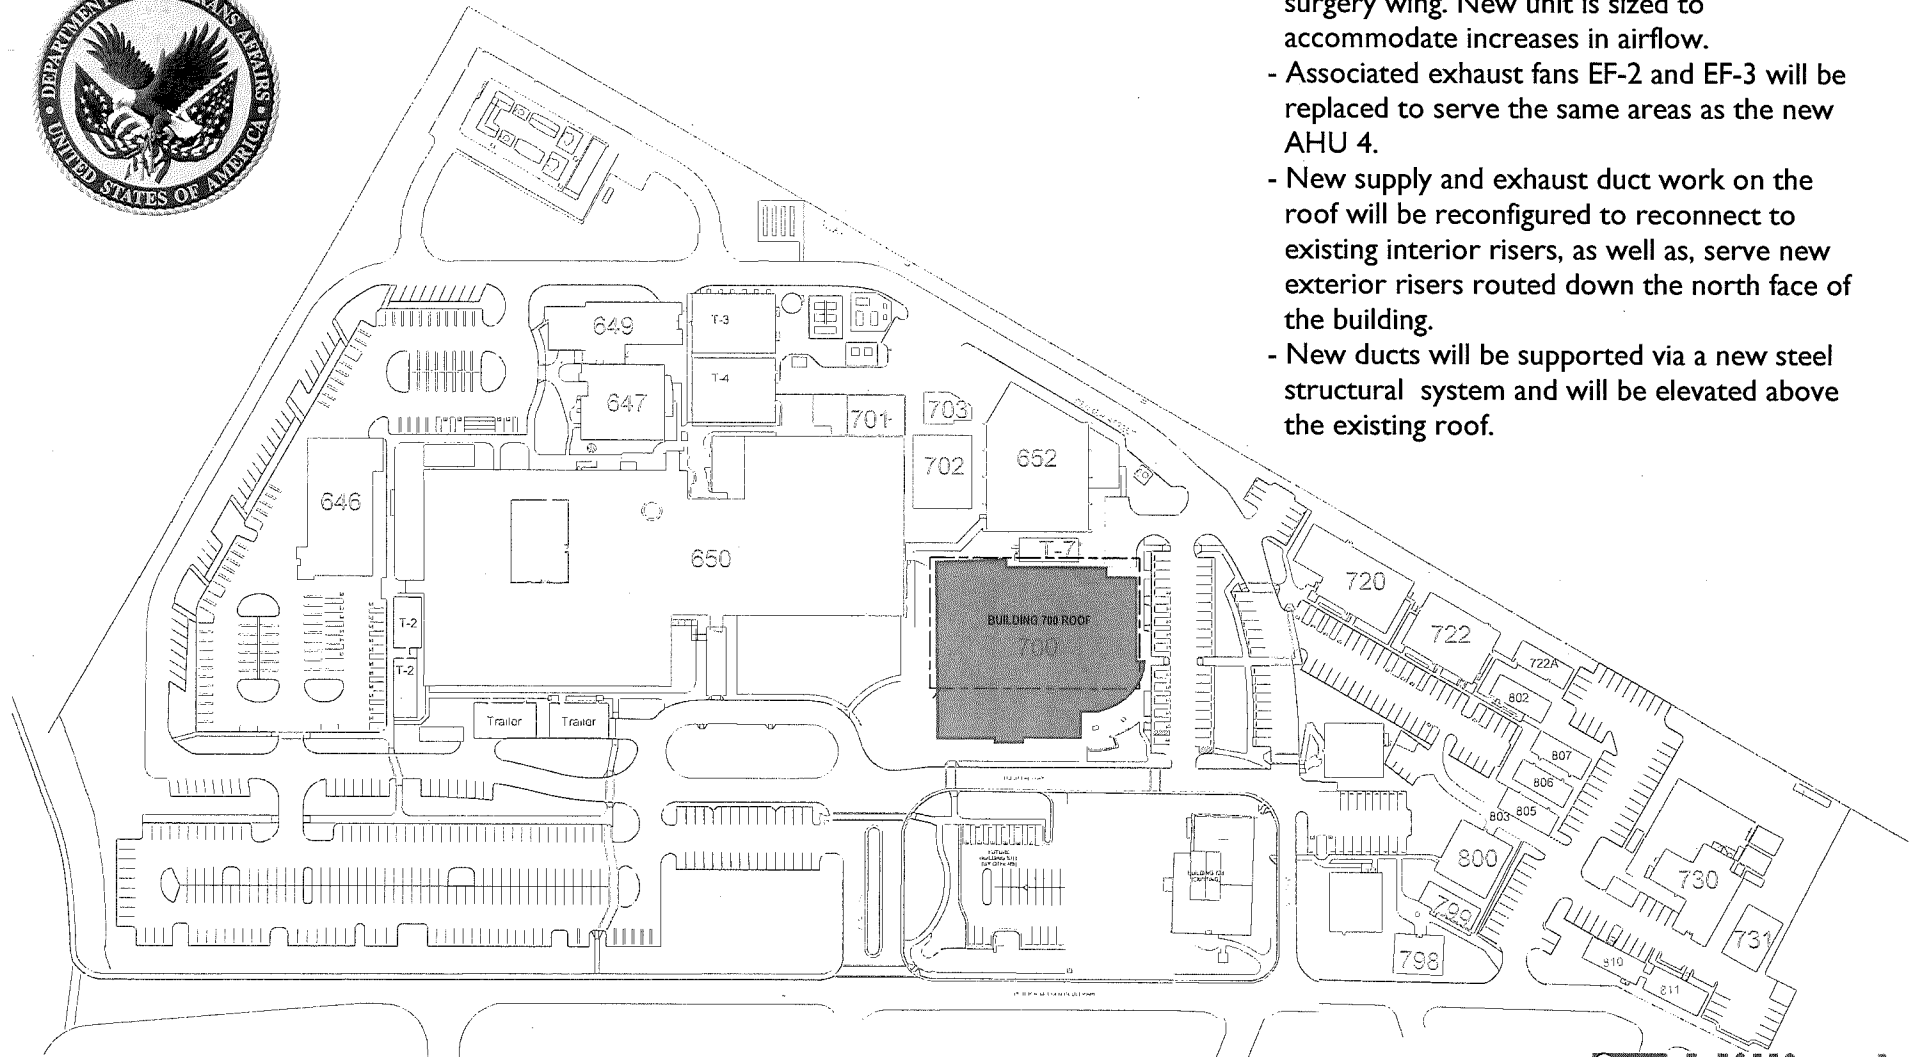 DEPARTMENT OF VETERANS AFFAIRS
UNITED STATES OF AMERICA
surgery wing. New unit is sized to
accommodate increases in airflow.
- Associated exhaust fans EF-2 and EF-3 will be
replaced to serve the same areas as the new
AHU 4.
- New supply and exhaust duct work on the
roof will be reconfigured to reconnect to
existing interior risers, as well as, serve new
exterior risers routed down the north face of
the building.
- New ducts will be supported via a new steel
structural system and will be elevated above
the existing roof.
649
T-3
T-4
647
701
703
702
652
646
650
T-7
BUILDING 700 ROOF
700
T-2
T-2
Trailer
Trailer
720
722
722A
802
807
806
805
803
800
799
798
730
731
810
811